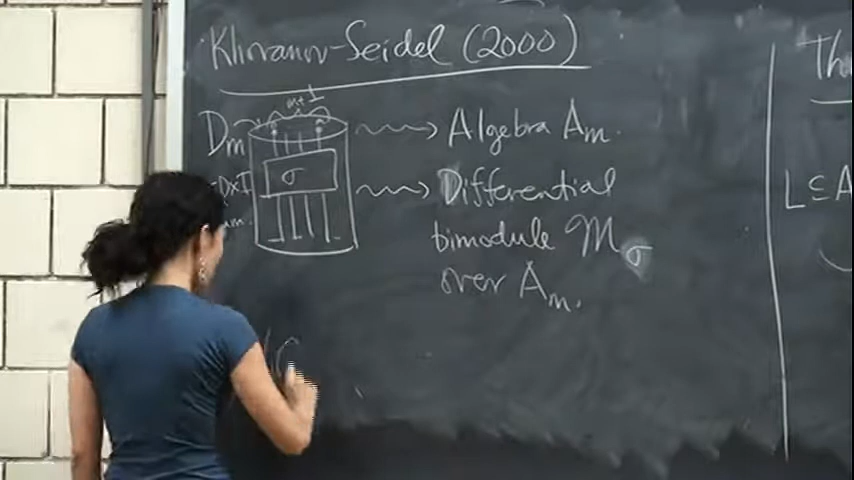 Khovanov-Seidel (2000)
m+1
Dm
Algebra Am.
σ
Differential
bimodule Mσ
over Am.
Th
L ⊆ A